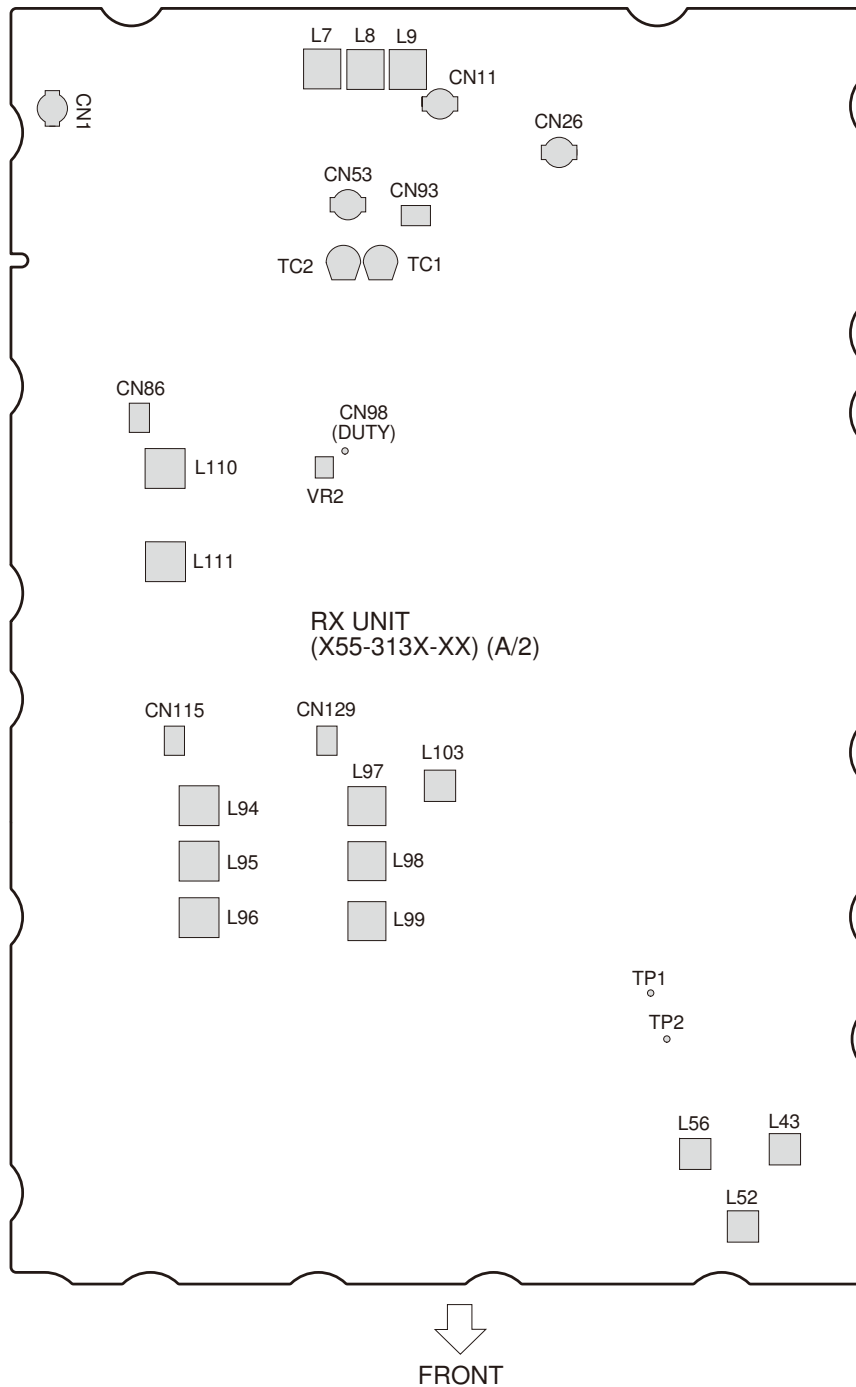 L7 L8 L9
CN11
CN1
CN26
CN53
CN93
TC2 TC1
CN86
CN98
(DUTY)
L110
VR2
L111
RX UNIT
(X55-313X-XX) (A/2)
CN115 CN129
L103
L97
L94
L95 L98
L96 L99
TP1
TP2
L56 L43
L52
FRONT